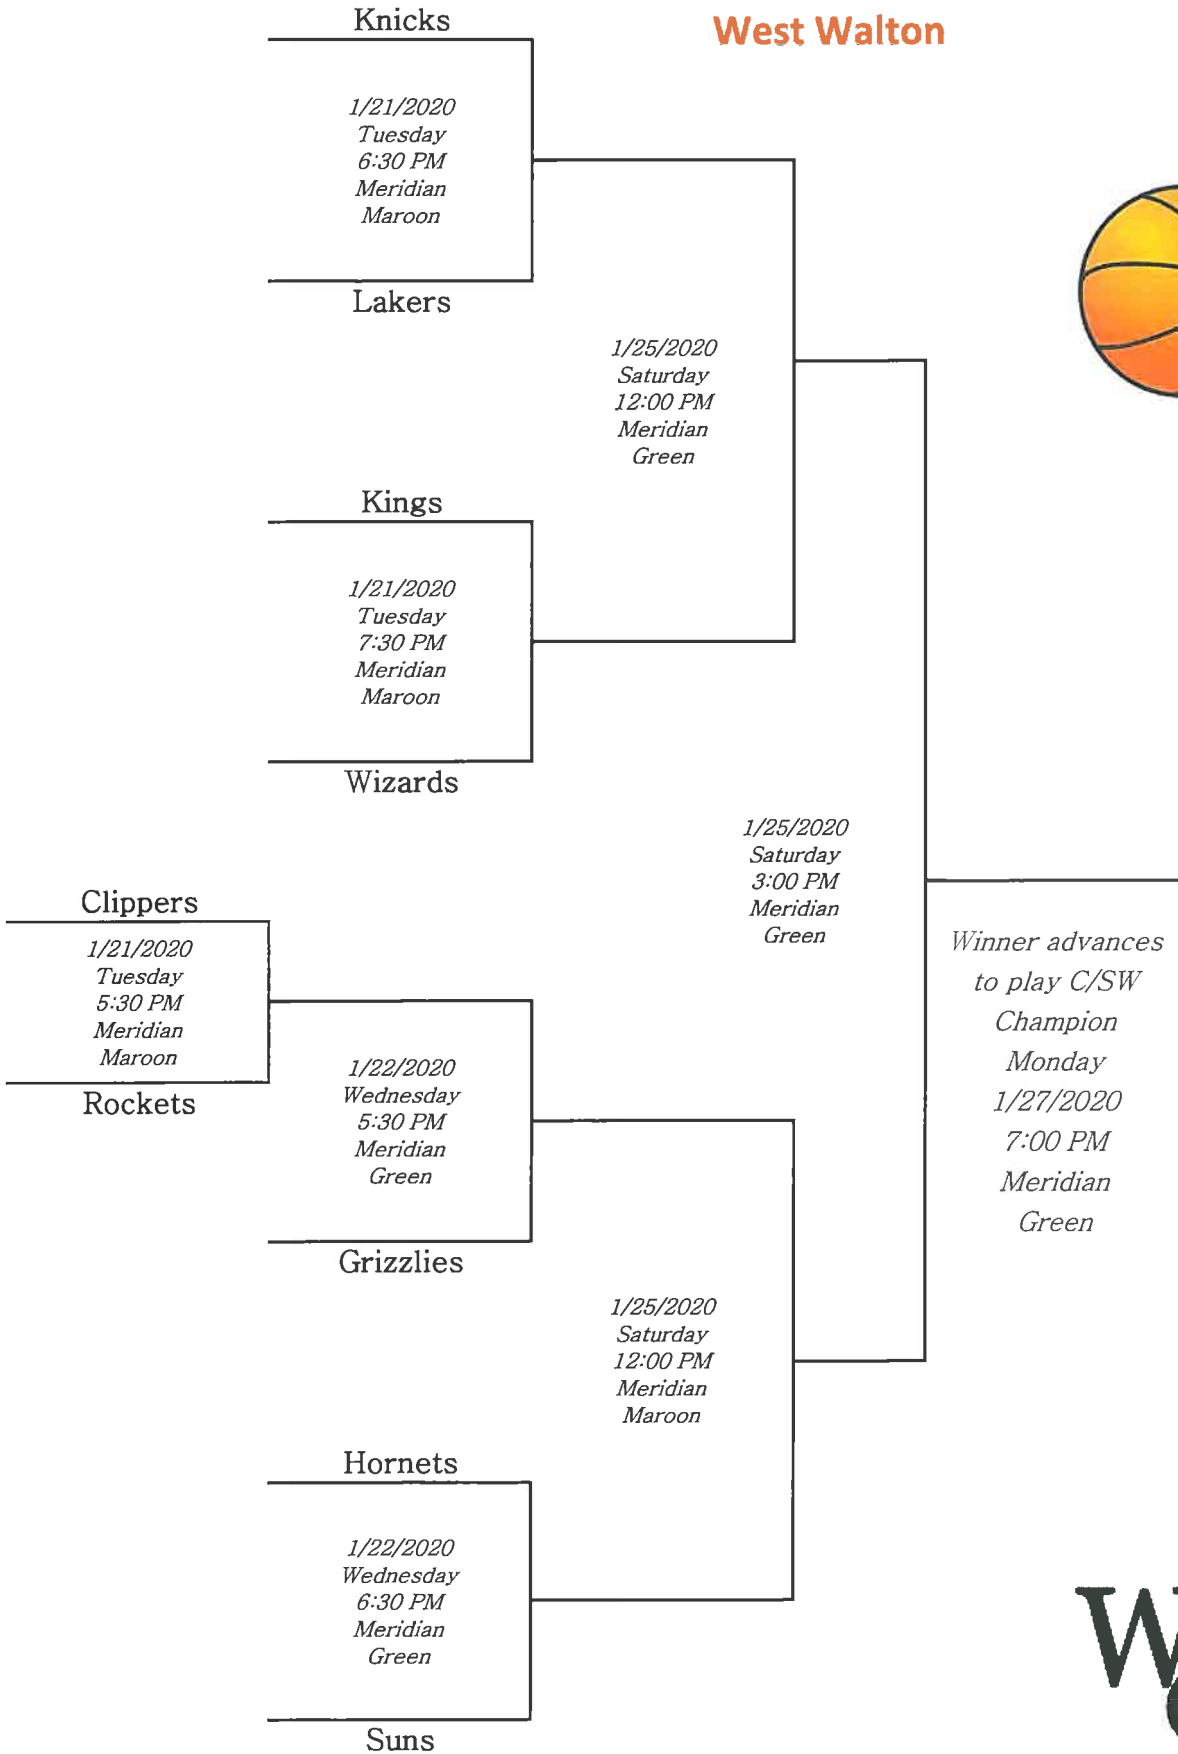 West Walton
Knicks
1/21/2020
Tuesday
6:30 PM
Meridian
Maroon
Lakers
1/25/2020
Saturday
12:00 PM
Meridian
Green
Kings
1/21/2020
Tuesday
7:30 PM
Meridian
Maroon
Wizards
1/25/2020
Saturday
3:00 PM
Meridian
Green
Clippers
1/21/2020
Tuesday
5:30 PM
Meridian
Maroon
Rockets
1/22/2020
Wednesday
5:30 PM
Meridian
Green
Grizzlies
Winner advances
to play C/SW
Champion
Monday
1/27/2020
7:00 PM
Meridian
Green
1/25/2020
Saturday
12:00 PM
Meridian
Maroon
Hornets
1/22/2020
Wednesday
6:30 PM
Meridian
Green
Suns
W